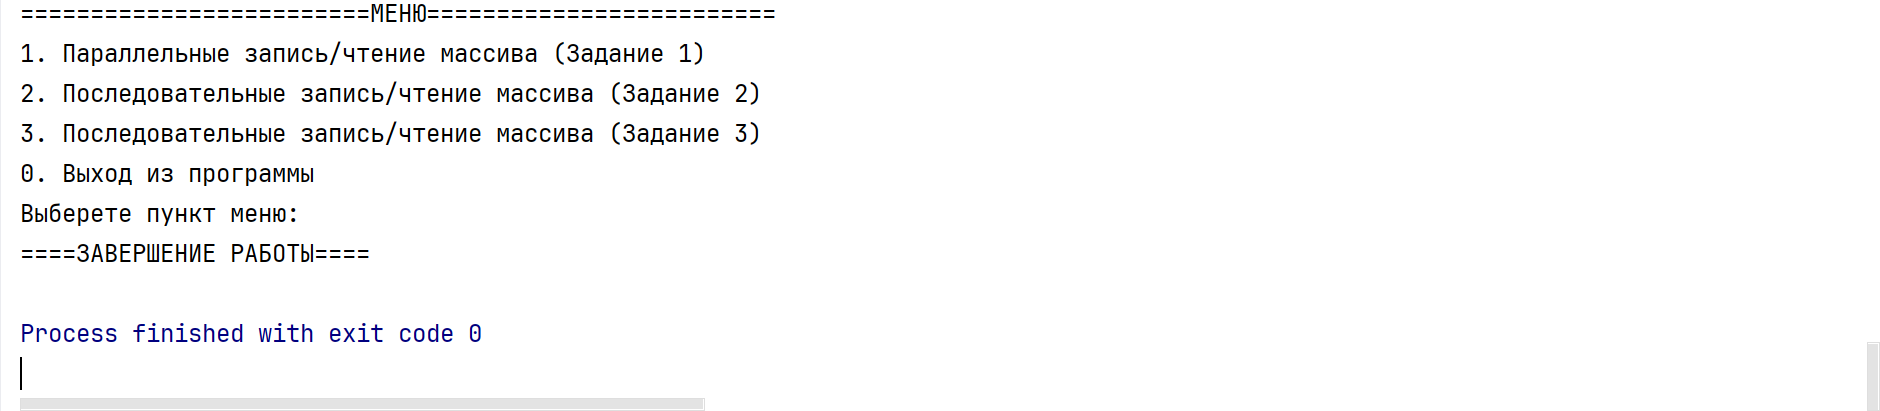 =========================МЕНЮ=========================
1. Параллельные запись/чтение массива (Задание 1)
2. Последовательные запись/чтение массива (Задание 2)
3. Последовательные запись/чтение массива (Задание 3)
0. Выход из программы
Выберете пункт меню:
====ЗАВЕРШЕНИЕ РАБОТЫ====
Process finished with exit code 0